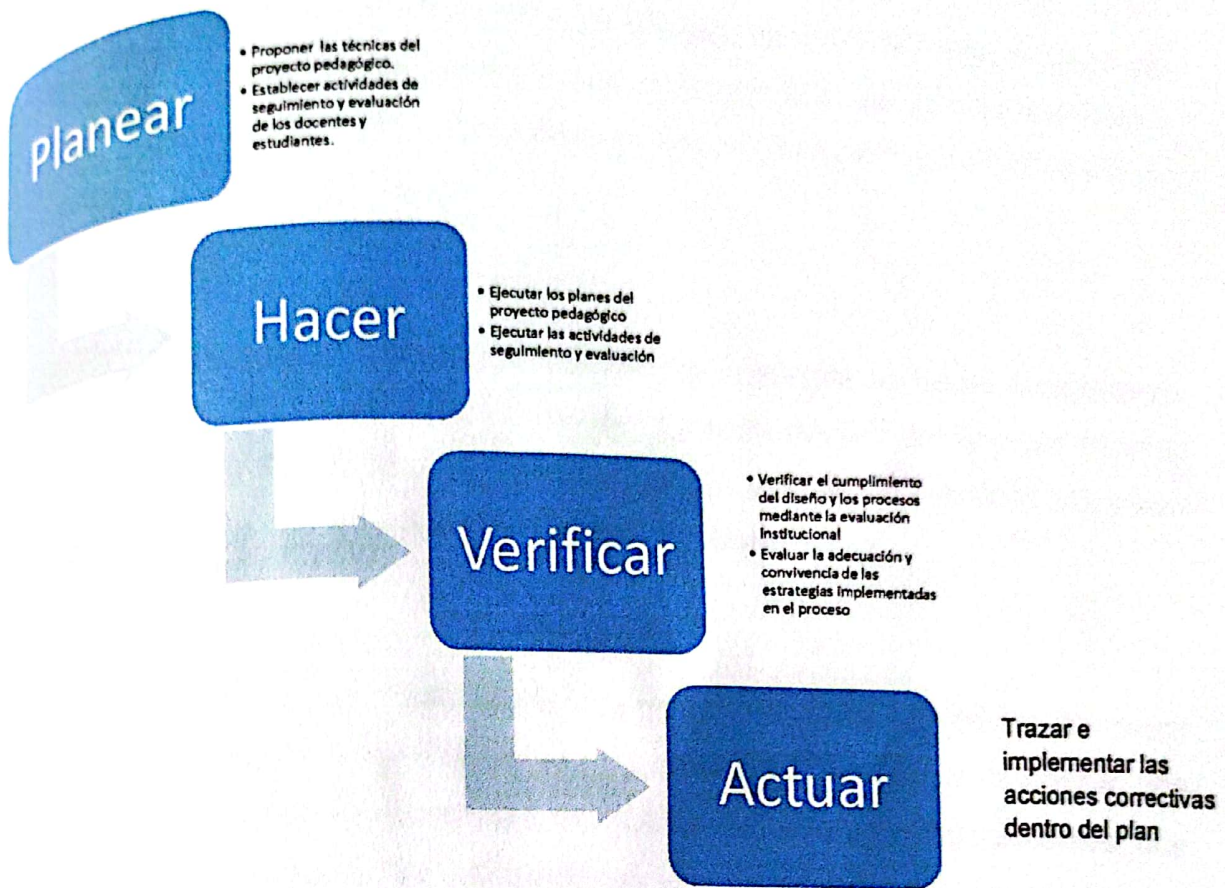 Planear
• Proponer las técnicas del
proyecto pedagógico.
• Establecer actividades de
seguimiento y evaluación
de los docentes y
estudiantes.
Hacer
• Ejecutar los planes del
proyecto pedagógico
• Ejecutar las actividades de
seguimiento y evaluación
Verificar
• Verificar el cumplimiento
del diseño y los procesos
mediante la evaluación
Institucional
• Evaluar la adecuación y
convivencia de las
estrategias implementadas
en el proceso
Actuar
Trazar e
implementar las
acciones correctivas
dentro del plan